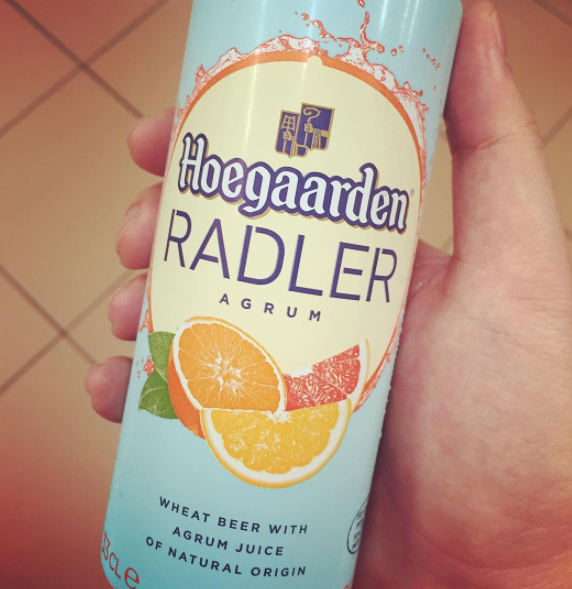 Hoegaarden
RADLER
AGRUM
WHEAT BEER WITH
AGRUM JUICE
OF NATURAL ORIGIN